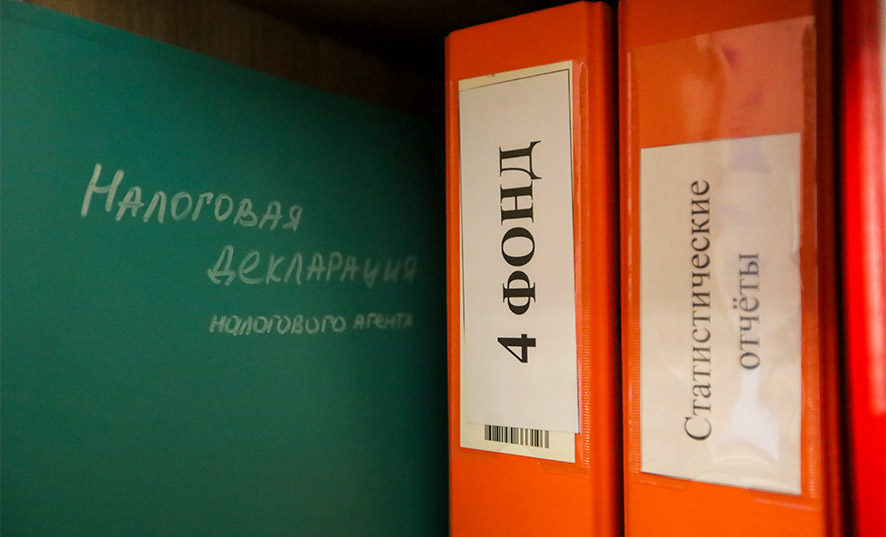 Налоговая
декларация
налогового агента
4 ФОНД
Статистические
отчёты